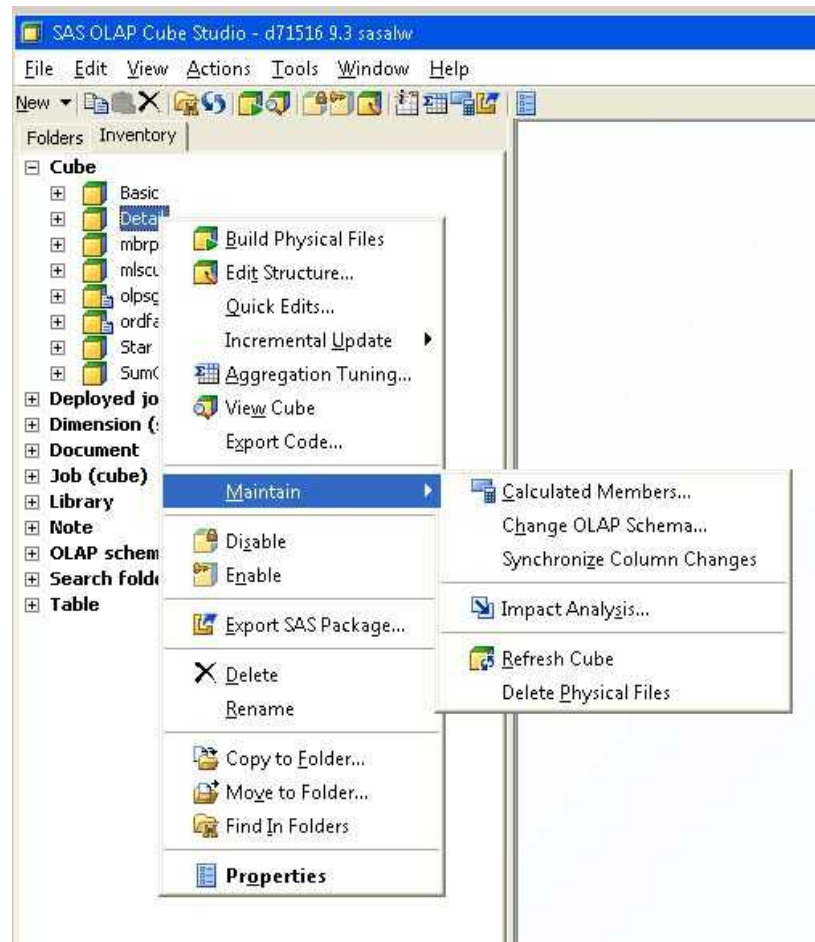 SAS OLAP Cube Studio - d71516 9.3 sasalw
File Edit View Actions Tools Window Help
New
Folders Inventory
Cube
Basic
Detail
mbrp
mlscu
olpsg
ordfa
Star
Sum
Deployed jo
Dimension (
Document
Job (cube)
Library
Note
OLAP schem
Search fold
Table
Build Physical Files
Edit Structure...
Quick Edits...
Incremental Update
Aggregation Tuning...
View Cube
Export Code...
Maintain
Disable
Enable
Export SAS Package...
Delete
Rename
Copy to Folder...
Move to Folder...
Find In Folders
Properties
Calculated Members...
Change OLAP Schema...
Synchronize Column Changes
Impact Analysis...
Refresh Cube
Delete Physical Files